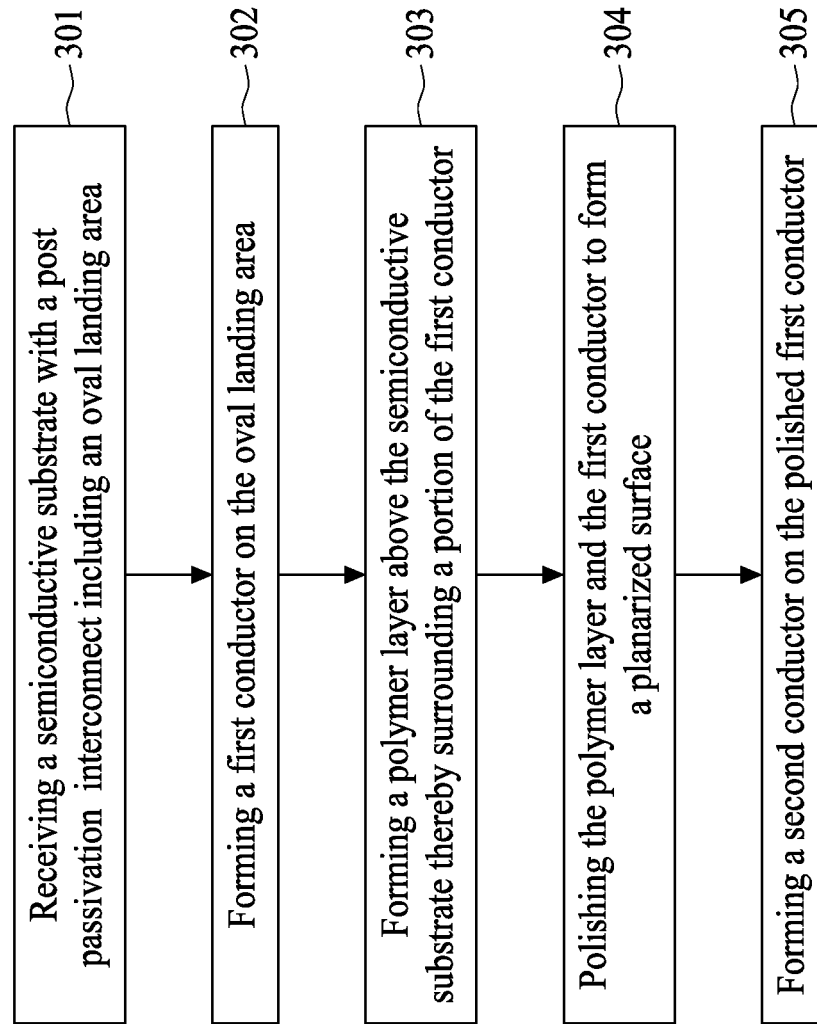 Receiving a semiconductive substrate with a post
passivation interconnect including an oval landing area
301
Forming a first conductor on the oval landing area
302
Forming a polymer layer above the semiconductive
substrate thereby surrounding a portion of the first conductor
303
Polishing the polymer layer and the first conductor to form
a planarized surface
304
Forming a second conductor on the polished first conductor
305